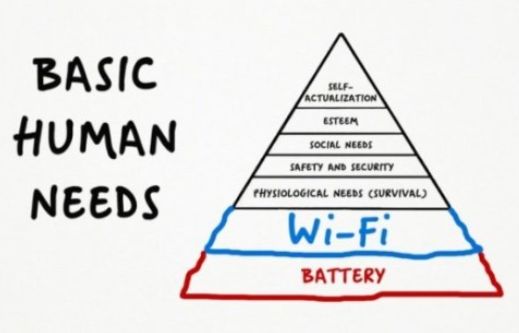 BASIC
HUMAN
NEEDS
SELF-
ACTUALIZATION
ESTEEM
SOCIAL NEEDS
SAFETY AND SECURITY
PHYSIOLOGICAL NEEDS (SURVIVAL)
Wi-Fi
BATTERY